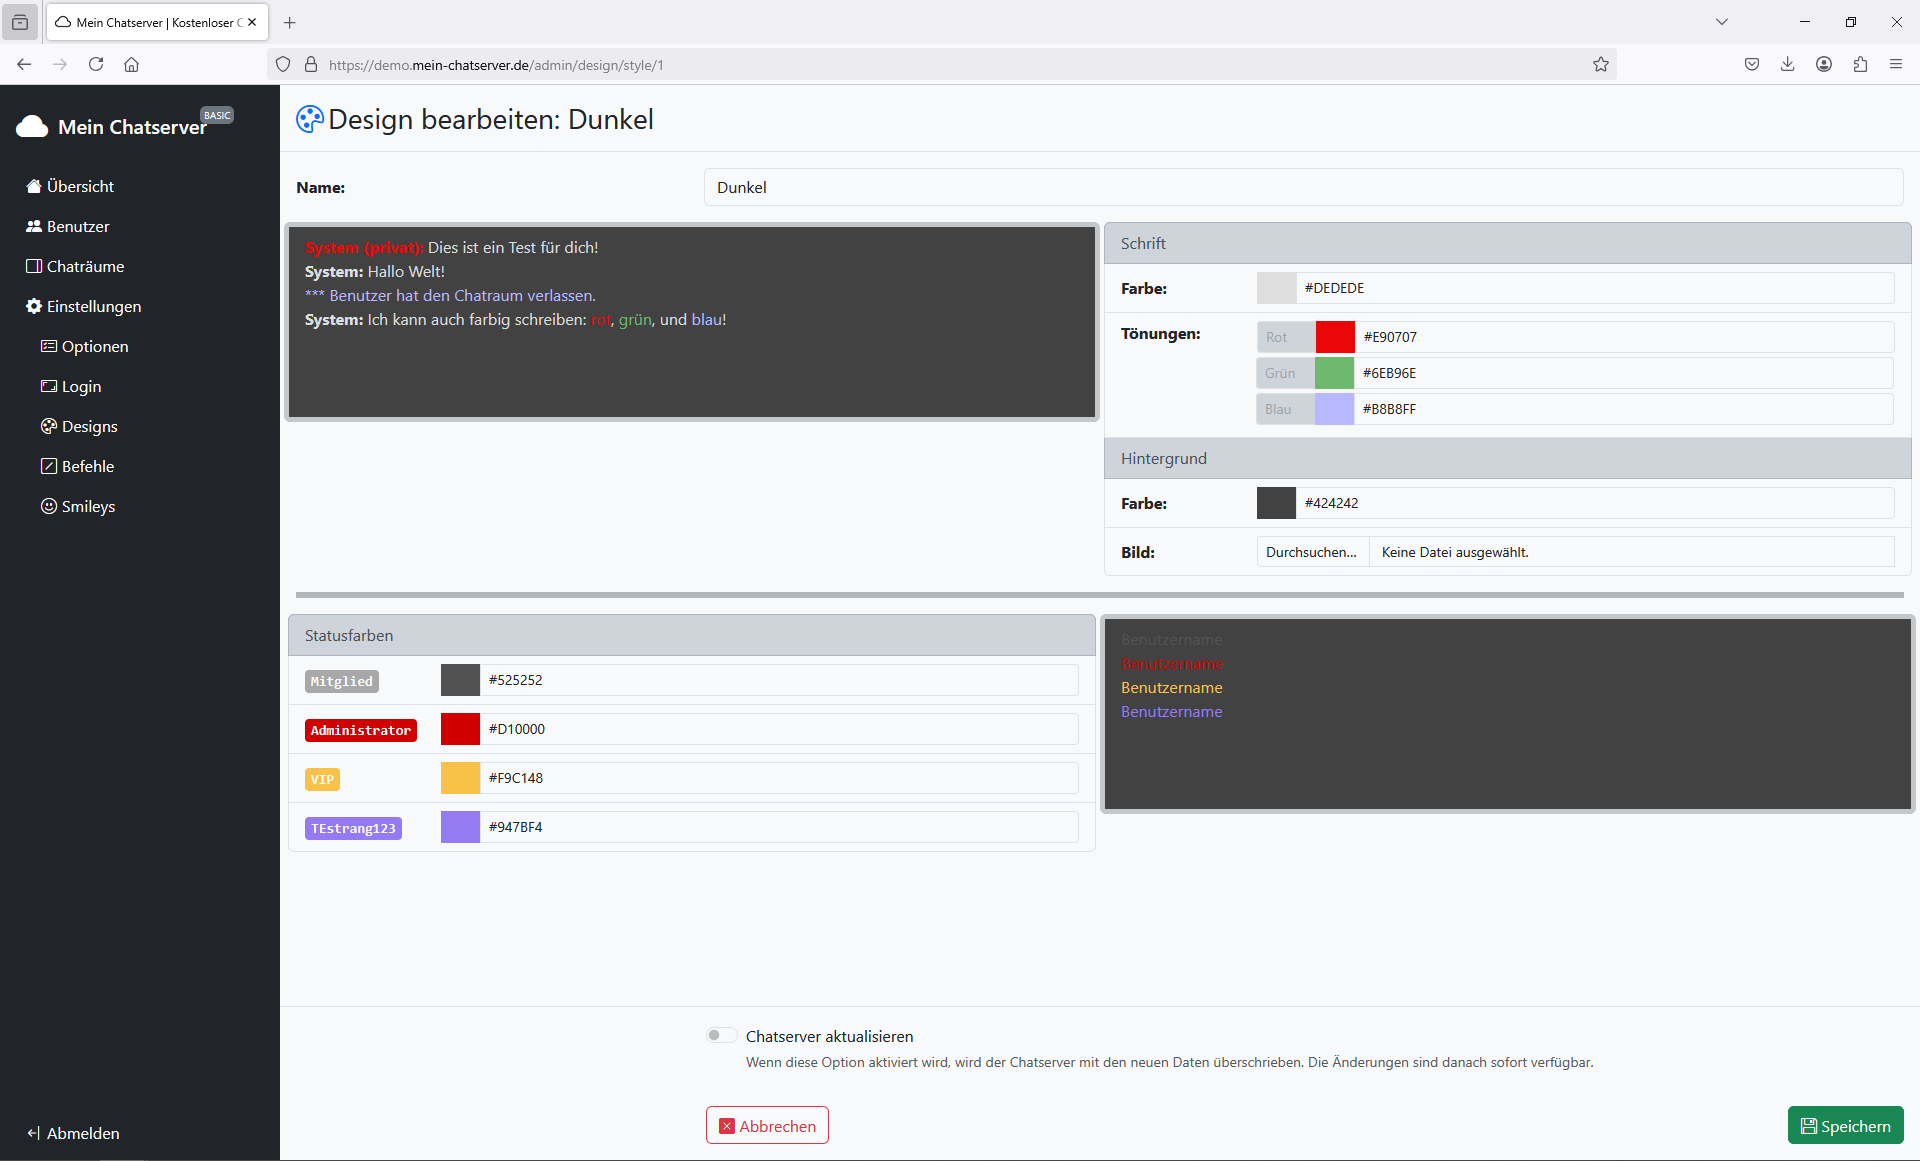 Mein Chatserver | Kostenloser C
https://demo.mein-chatserver.de/admin/design/style/1
Mein Chatserver BASIC
Übersicht
Benutzer
Chaträume
Einstellungen
Optionen
Login
Designs
Befehle
Smileys
Abmelden
Design bearbeiten: Dunkel
Name: Dunkel
System (privat): Dies ist ein Test für dich!
System: Hallo Welt!
*** Benutzer hat den Chatraum verlassen.
System: Ich kann auch farbig schreiben: rot, grün, und blau!
Schrift
Farbe: #DEDEDE
Tönungen: Rot #E90707
Grün #6EB96E
Blau #B8B8FF
Hintergrund
Farbe: #424242
Bild: Durchsuchen... Keine Datei ausgewählt.
Statusfarben
Mitglied #525252
Administrator #D10000
VIP #F9C148
TEstrang123 #947BF4
Benutzername
Benutzername
Benutzername
Benutzername
Chatserver aktualisieren
Wenn diese Option aktiviert wird, wird der Chatserver mit den neuen Daten überschrieben. Die Änderungen sind danach sofort verfügbar.
Abbrechen
Speichern